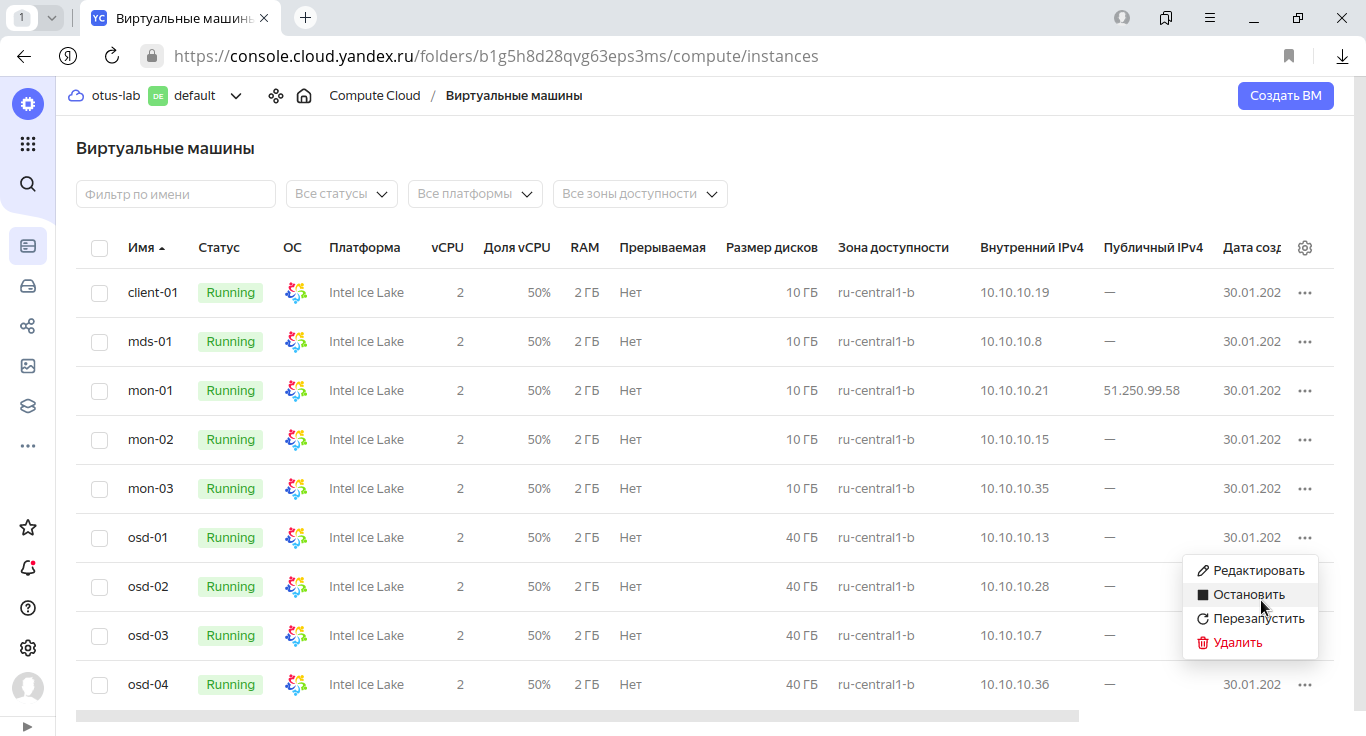 1
YC Виртуальные машины
https://console.cloud.yandex.ru/folders/b1g5h8d28qvg63eps3ms/compute/instances
otus-lab DE default Compute Cloud / Виртуальные машины Создать ВМ
Виртуальные машины
Фильтр по имени Все статусы Все платформы Все зоны доступности
Имя Статус ОС Платформа vCPU Доля vCPU RAM Прерываемая Размер дисков Зона доступности Внутренний IPv4 Публичный IPv4 Дата созд
client-01 Running Intel Ice Lake 2 50% 2 ГБ Нет 10 ГБ ru-central1-b 10.10.10.19 — 30.01.202
mds-01 Running Intel Ice Lake 2 50% 2 ГБ Нет 10 ГБ ru-central1-b 10.10.10.8 — 30.01.202
mon-01 Running Intel Ice Lake 2 50% 2 ГБ Нет 10 ГБ ru-central1-b 10.10.10.21 51.250.99.58 30.01.202
mon-02 Running Intel Ice Lake 2 50% 2 ГБ Нет 10 ГБ ru-central1-b 10.10.10.15 — 30.01.202
mon-03 Running Intel Ice Lake 2 50% 2 ГБ Нет 10 ГБ ru-central1-b 10.10.10.35 — 30.01.202
osd-01 Running Intel Ice Lake 2 50% 2 ГБ Нет 40 ГБ ru-central1-b 10.10.10.13 — 30.01.202
osd-02 Running Intel Ice Lake 2 50% 2 ГБ Нет 40 ГБ ru-central1-b 10.10.10.28 —
osd-03 Running Intel Ice Lake 2 50% 2 ГБ Нет 40 ГБ ru-central1-b 10.10.10.7 —
osd-04 Running Intel Ice Lake 2 50% 2 ГБ Нет 40 ГБ ru-central1-b 10.10.10.36 — 30.01.202
Редактировать
Остановить
Перезапустить
Удалить